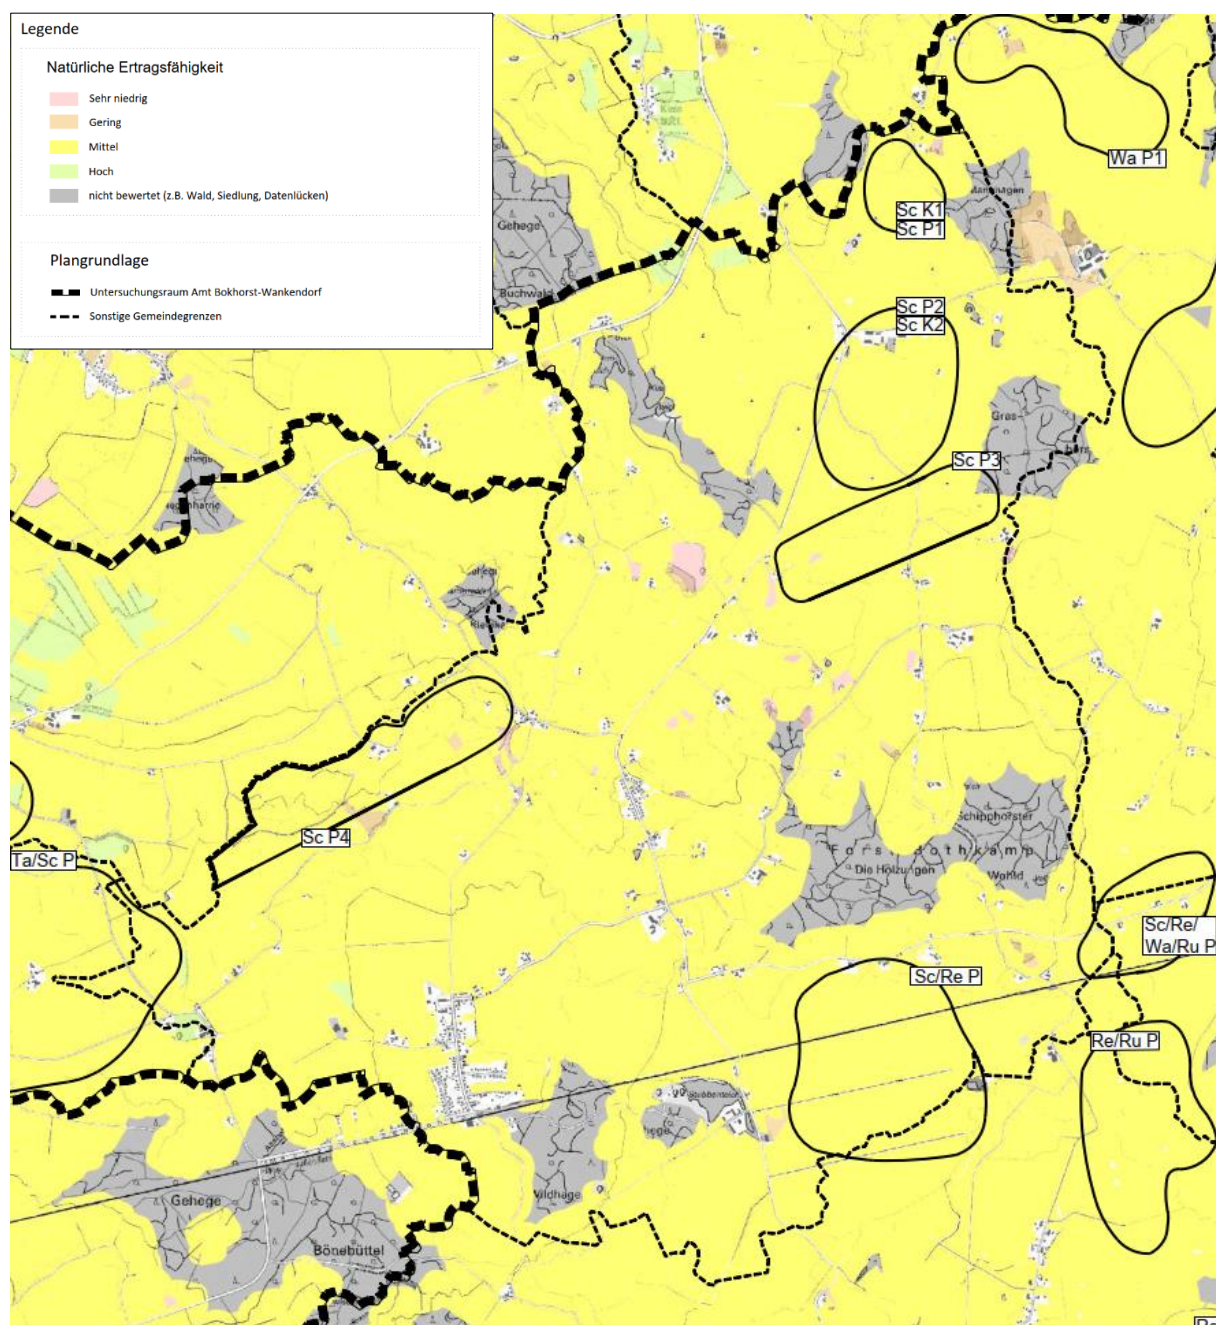 Legende
Natürliche Ertragsfähigkeit
Sehr niedrig
Gering
Mittel
Hoch
nicht bewertet (z.B. Wald, Siedlung, Datenlücken)
Plangrundlage
Untersuchungsraum Amt Bokhorst-Wankendorf
Sonstige Gemeindegrenzen
Wa P1
Sc K1
Sc P1
Gehege
Buchwald
Sc P2
Sc K2
Gras-
Sc P3
Sc P4
Schipphorster
Die Holzungen
Wohld
Ta/Sc P
Sc/Re/
Wa/Ru P
Sc/Re P
Re/Ru P
Gehege
Bönebüttel